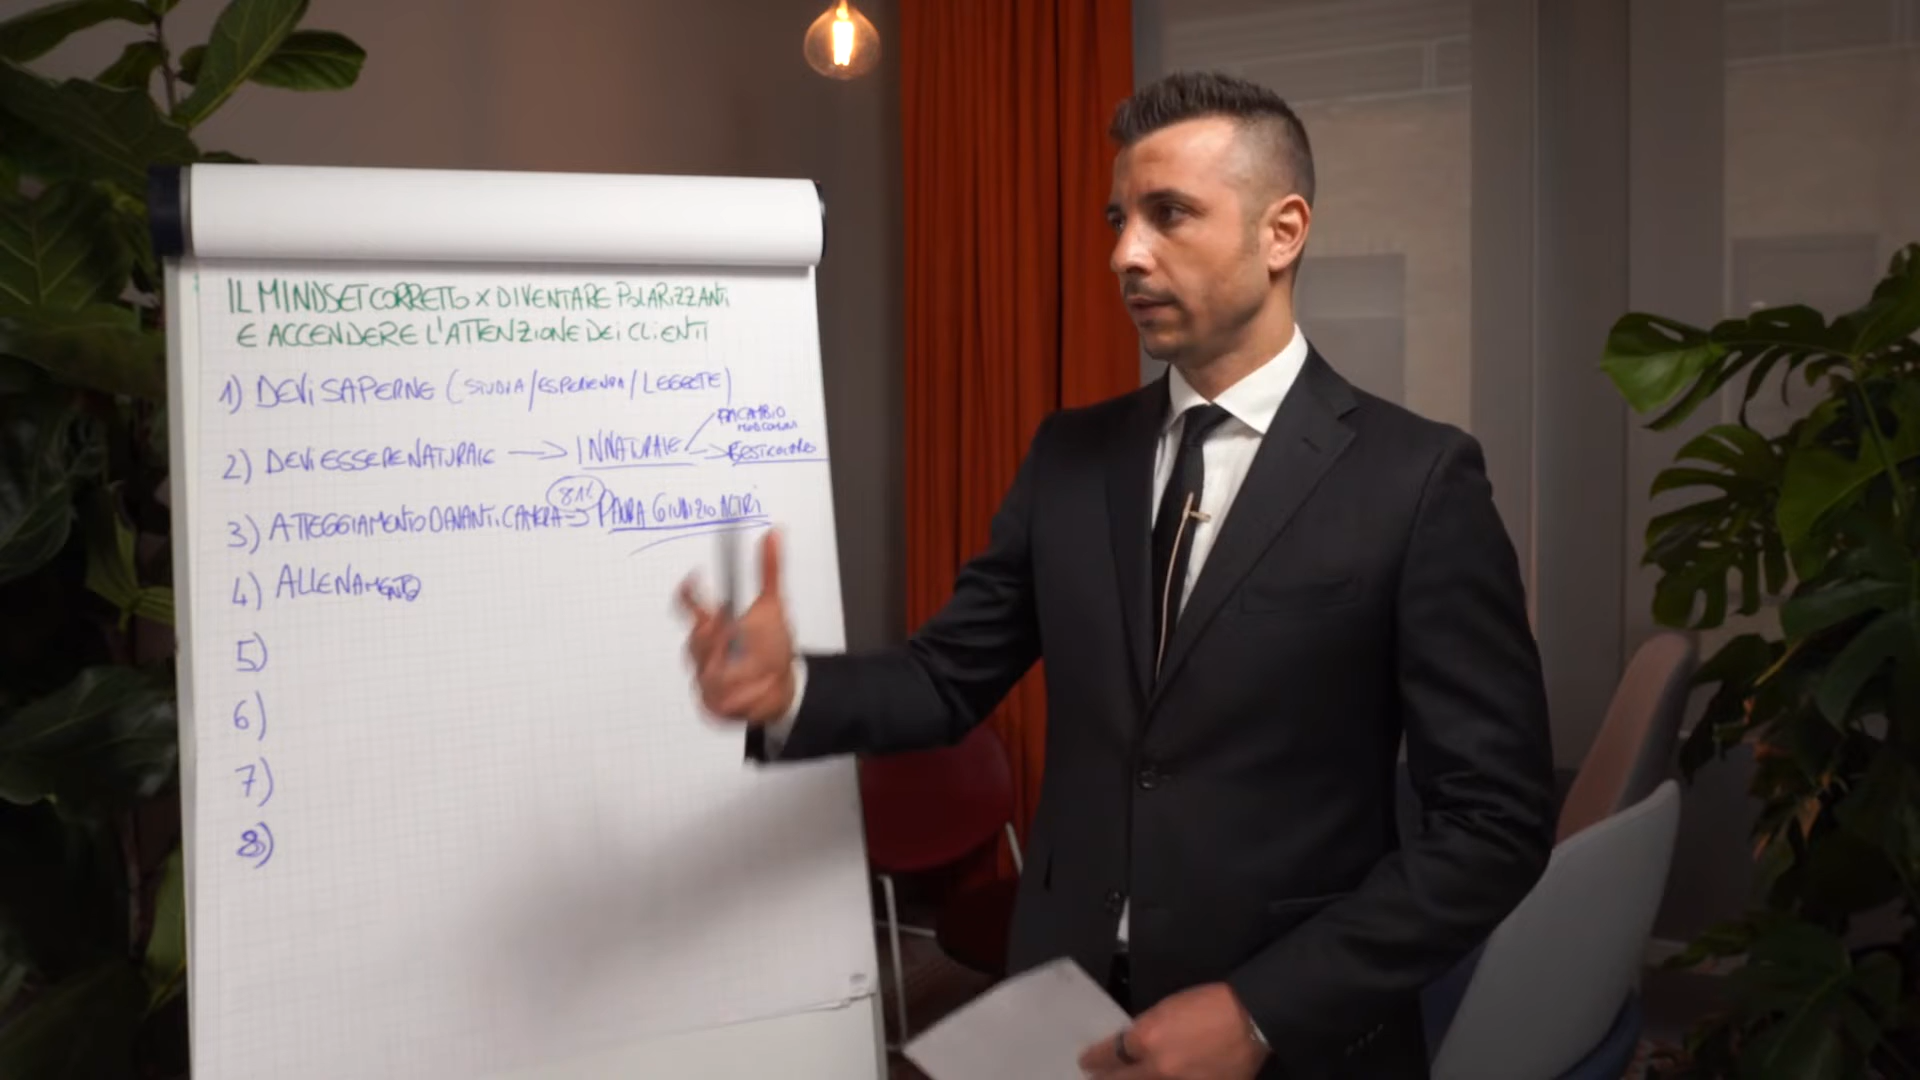 IL MINDSET CORRETTO X DIVENTARE POLARIZZANTI
E ACCENDERE L'ATTENZIONE DEI CLIENTI
1) DEVI SAPERNE (STUDIA/ESPERIENZA/LEGGETE)
2) DEVI ESSERE NATURALE → INNATURALE
3) ATTEGGIAMENTO DAVANTI CAMERA → PAURA GIUDIZIO ALTRI
4) ALLENAMENTO
5)
6)
7)
8)